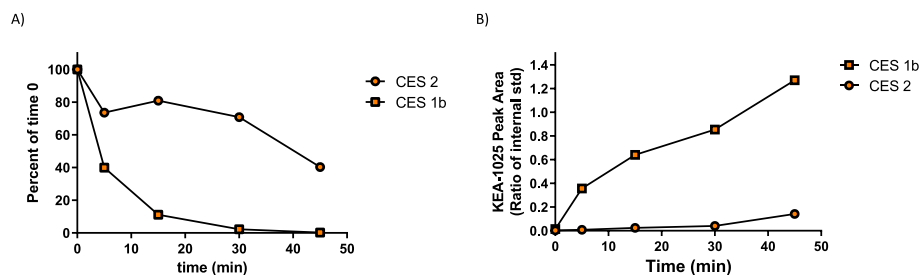 A)
Percent of time 0
100
80
60
40
20
0
0 10 20 30 40 50
time (min)
CES 2
CES 1b
B)
KEA-1025 Peak Area
(Ratio of internal std)
1.4
1.2
1.0
0.8
0.6
0.4
0.2
0.0
0 10 20 30 40 50
Time (min)
CES 1b
CES 2